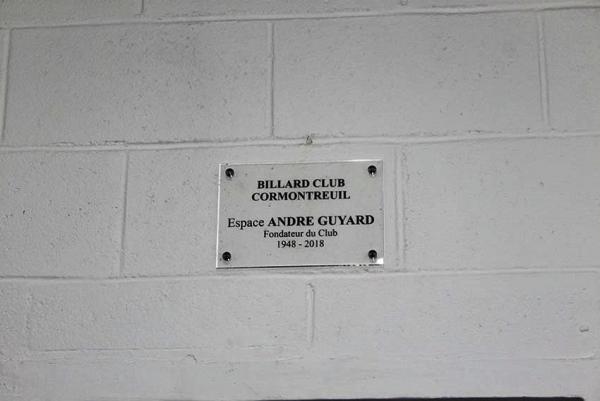 BILLARD CLUB
CORMONTREUIL
Espace ANDRE GUYARD
Fondateur du Club
1948 - 2018